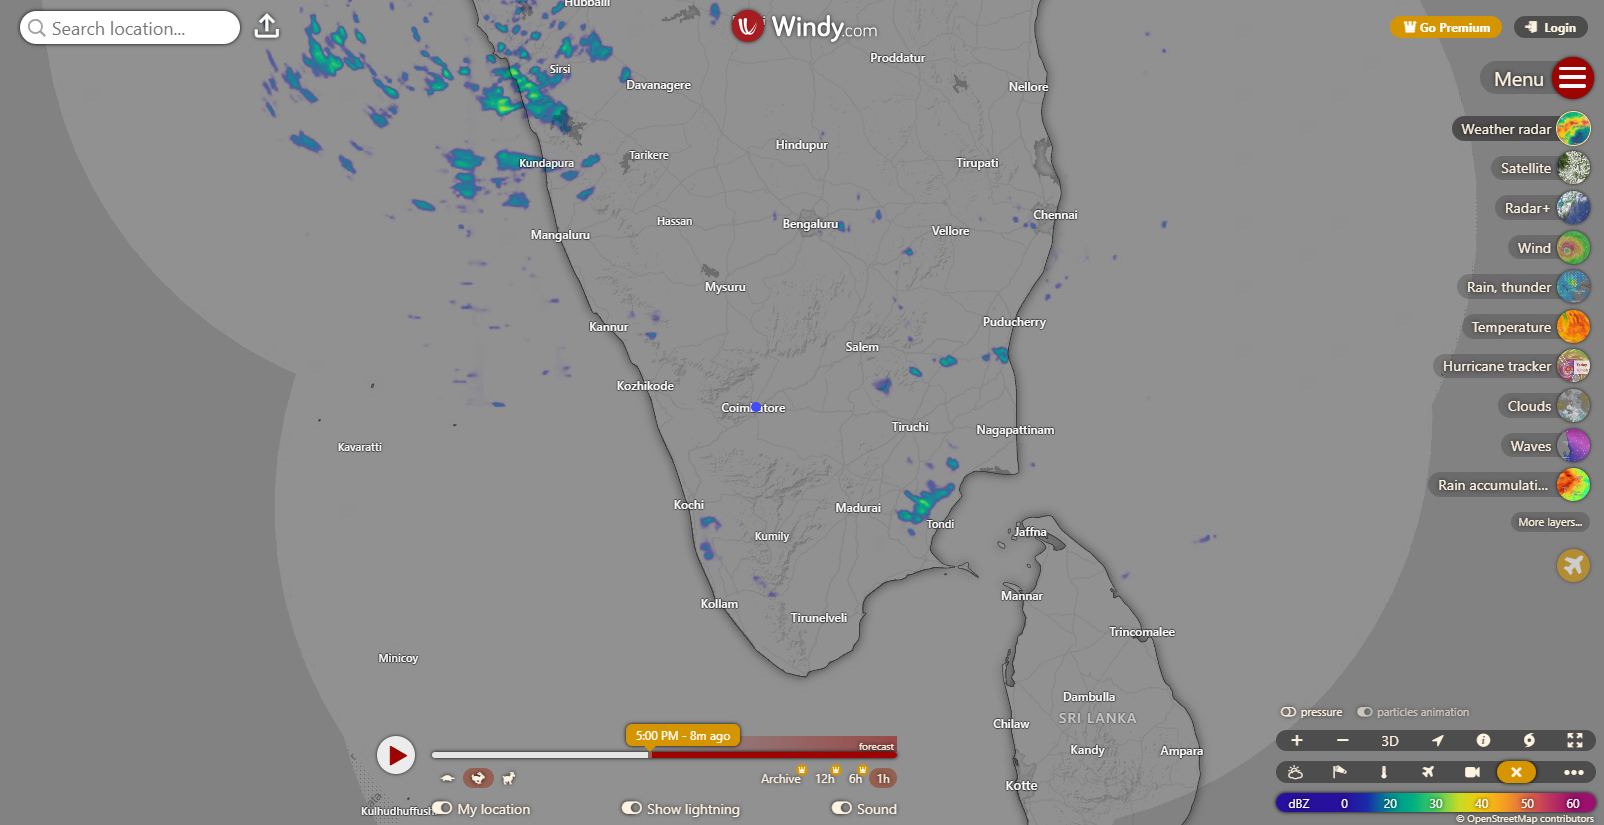 Search location...
Windy.com
Go Premium
Login
Menu
Weather radar
Satellite
Radar+
Wind
Rain, thunder
Temperature
Hurricane tracker
Clouds
Waves
Rain accumulati...
More layers...
Hubballi
Sirsi
Davanagere
Proddatur
Nellore
Hindupur
Kundapura
Tarikere
Tirupati
Hassan
Bengaluru
Chennai
Mangaluru
Vellore
Mysuru
Kannur
Puducherry
Salem
Kozhikode
Tiruchi
Nagapattinam
Kavaratti
Kochi
Madurai
Tondi
Jaffna
Kumily
Kollam
Mannar
Tirunelveli
Trincomalee
Minicoy
Dambulla
SRI LANKA
Chilaw
Kandy
Ampara
Kotte
5:00 PM - 8m ago
forecast
Archive 12h 6h 1h
My location
Show lightning
Sound
pressure
particles animation
+ − 3D
dBZ 0 20 30 40 50 60
© OpenStreetMap contributors